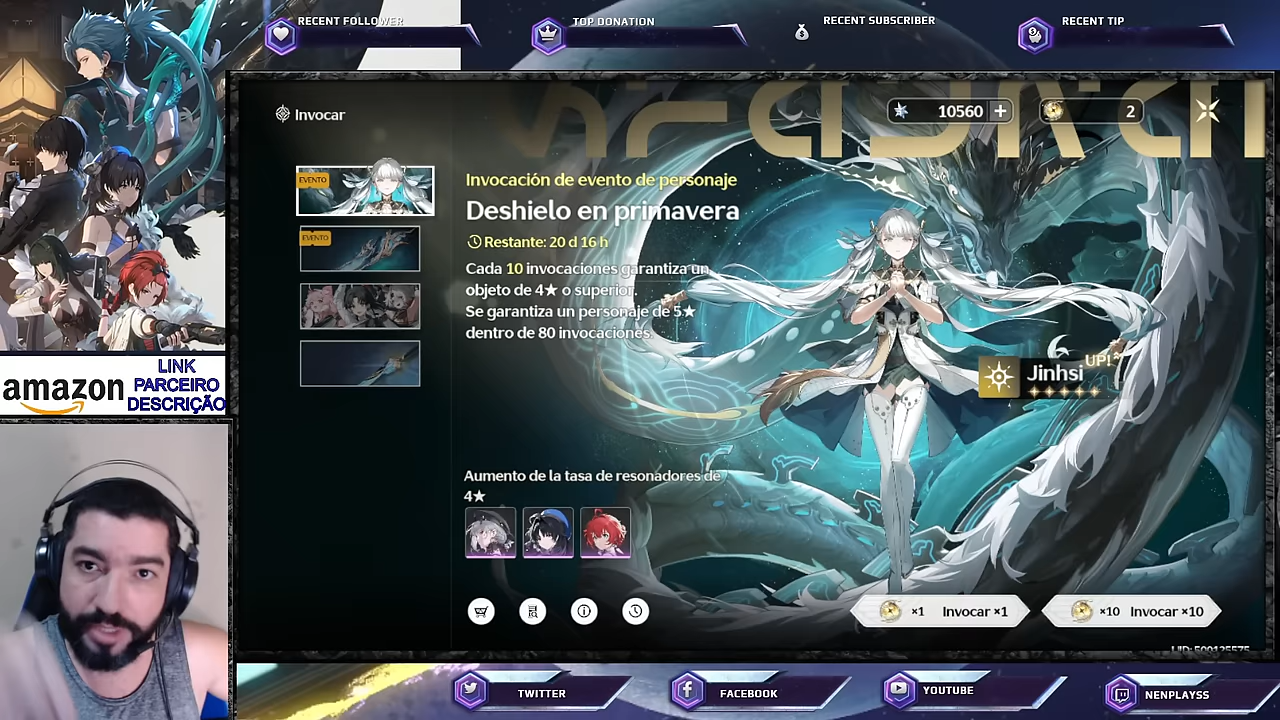 RECENT FOLLOWER
TOP DONATION
RECENT SUBSCRIBER
RECENT TIP
Invocar
10560
2
EVENTO
EVENTO
Invocación de evento de personaje
Deshielo en primavera
Restante: 20 d 16 h
Cada 10 invocaciones garantiza un
objeto de 4★ o superior.
Se garantiza un personaje de 5★
dentro de 80 invocaciones.
UP!
Jinhsi
amazon
LINK
PARCEIRO
DESCRIÇÃO
Aumento de la tasa de resonadores de
4★
×1 Invocar ×1
×10 Invocar ×10
TWITTER
FACEBOOK
YOUTUBE
NENPLAYSS